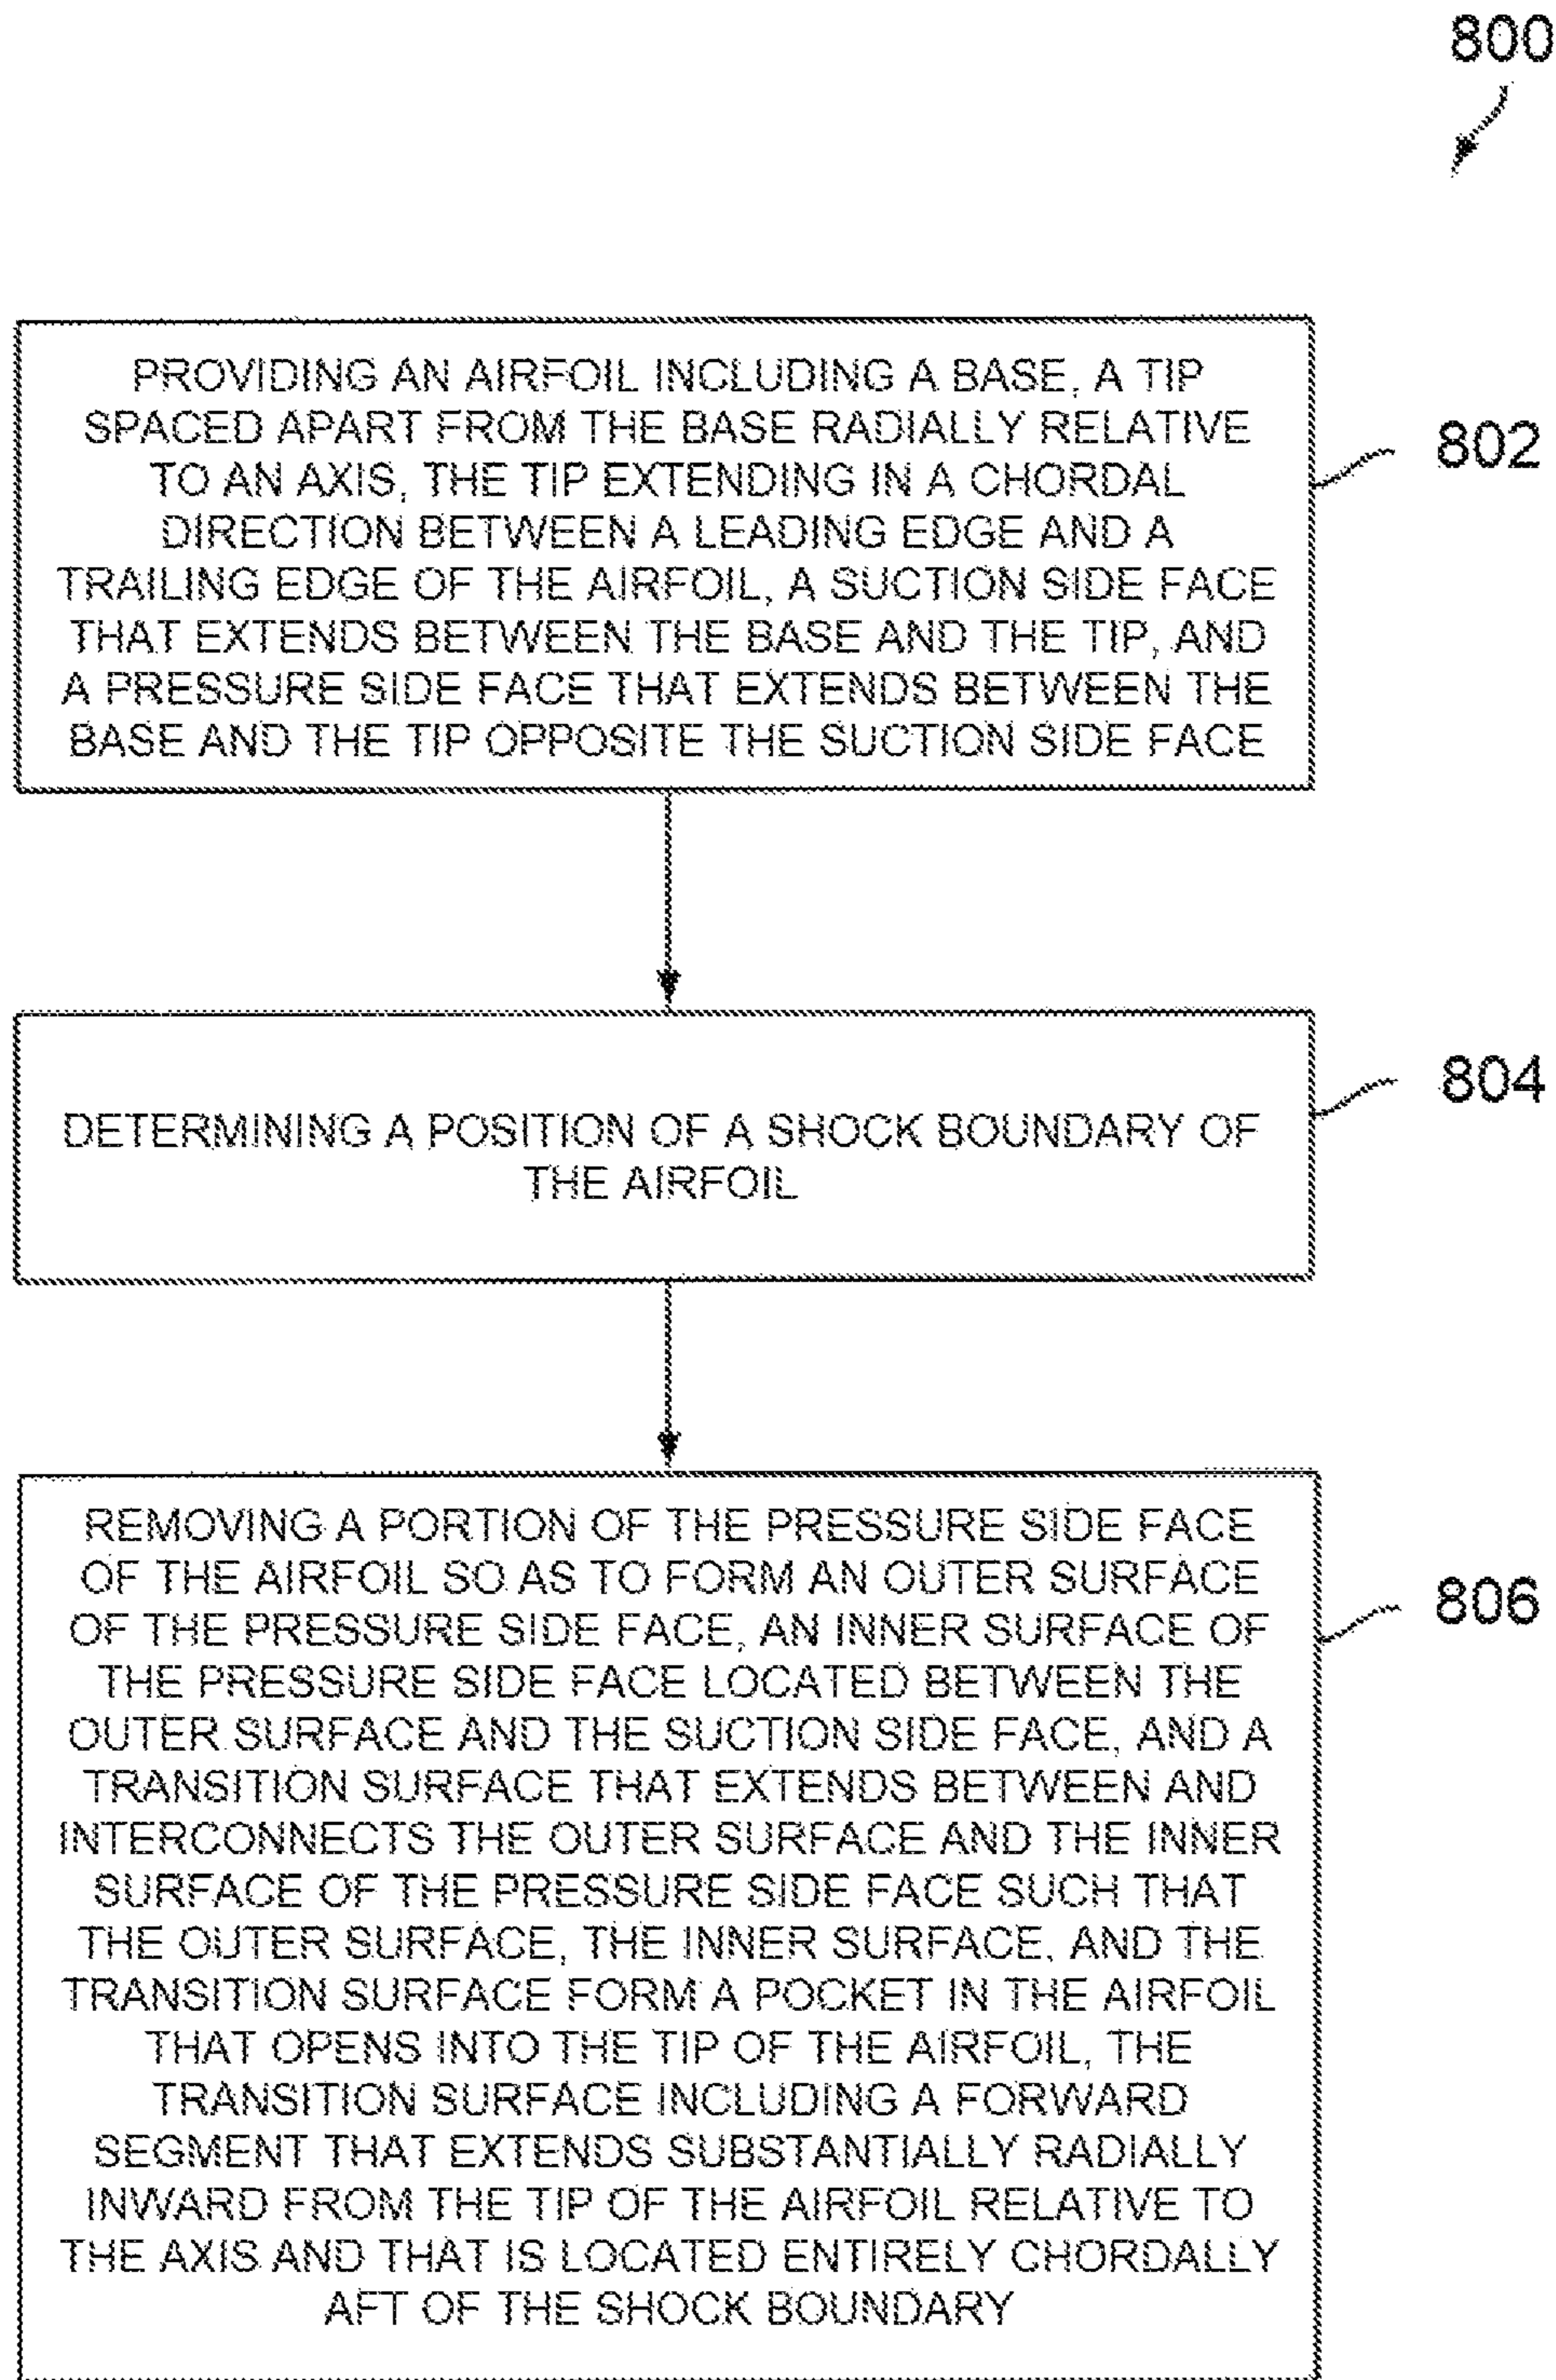 800
PROVIDING AN AIRFOIL INCLUDING A BASE, A TIP
SPACED APART FROM THE BASE RADIALLY RELATIVE
TO AN AXIS, THE TIP EXTENDING IN A CHORDAL
DIRECTION BETWEEN A LEADING EDGE AND A
TRAILING EDGE OF THE AIRFOIL, A SUCTION SIDE FACE
THAT EXTENDS BETWEEN THE BASE AND THE TIP, AND
A PRESSURE SIDE FACE THAT EXTENDS BETWEEN THE
BASE AND THE TIP OPPOSITE THE SUCTION SIDE FACE
802
DETERMINING A POSITION OF A SHOCK BOUNDARY OF
THE AIRFOIL
804
REMOVING A PORTION OF THE PRESSURE SIDE FACE
OF THE AIRFOIL SO AS TO FORM AN OUTER SURFACE
OF THE PRESSURE SIDE FACE, AN INNER SURFACE OF
THE PRESSURE SIDE FACE LOCATED BETWEEN THE
OUTER SURFACE AND THE SUCTION SIDE FACE, AND A
TRANSITION SURFACE THAT EXTENDS BETWEEN AND
INTERCONNECTS THE OUTER SURFACE AND THE INNER
SURFACE OF THE PRESSURE SIDE FACE SUCH THAT
THE OUTER SURFACE, THE INNER SURFACE, AND THE
TRANSITION SURFACE FORM A POCKET IN THE AIRFOIL
THAT OPENS INTO THE TIP OF THE AIRFOIL, THE
TRANSITION SURFACE INCLUDING A FORWARD
SEGMENT THAT EXTENDS SUBSTANTIALLY RADIALLY
INWARD FROM THE TIP OF THE AIRFOIL RELATIVE TO
THE AXIS AND THAT IS LOCATED ENTIRELY CHORDALLY
AFT OF THE SHOCK BOUNDARY
806